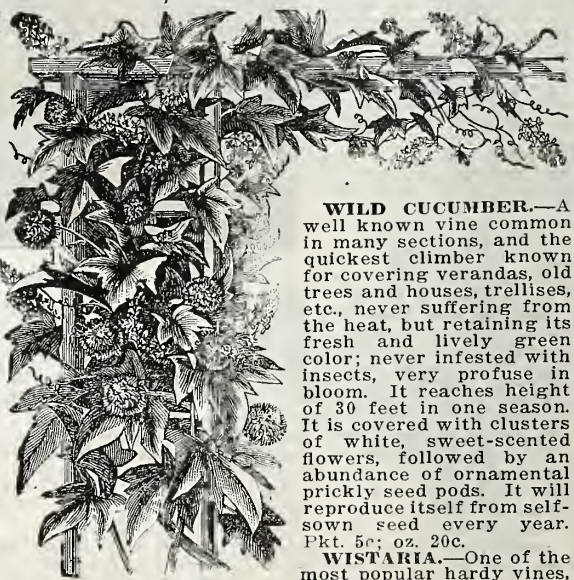 WILD CUCUMBER.—A
well known vine common
in many sections, and the
quickest climber known
for covering verandas, old
trees and houses, trellises,
etc., never suffering from
the heat, but retaining its
fresh and lively green
color; never infested with
insects, very profuse in
bloom. It reaches height
of 30 feet in one season.
It is covered with clusters
of white, sweet-scented
flowers, followed by an
abundance of ornamental
prickly seed pods. It will
reproduce itself from self-
sown seed every year.
Pkt. 5c; oz. 20c.
WISTARIA.—One of the
most popular hardy vines,